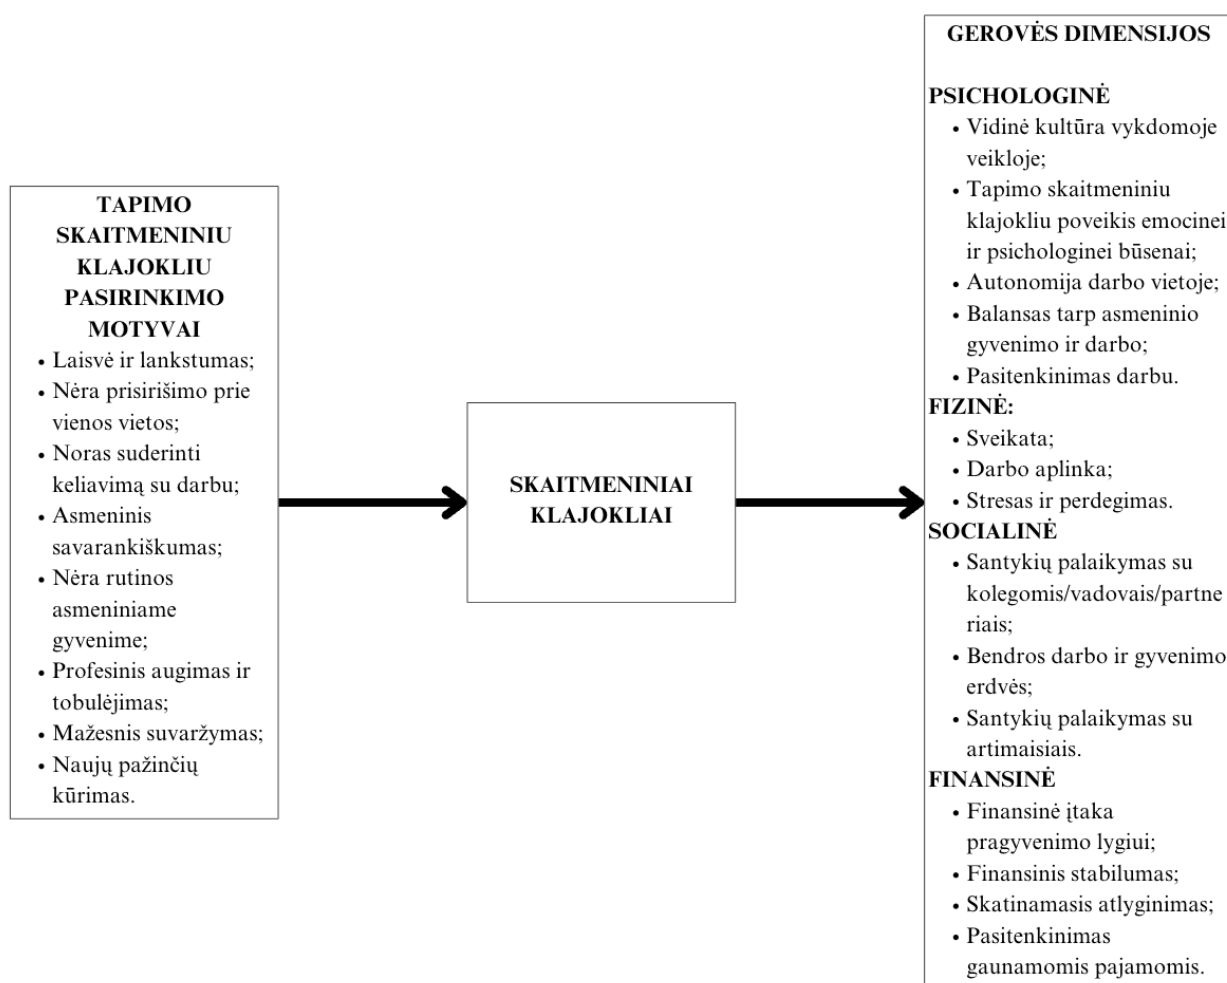 TAPIMO
SKAITMENINIU
KLAJOKLIU
PASIRINKIMO
MOTYVAI
• Laisvė ir lankstumas;
• Nėra prisirišimo prie
vienos vietos;
• Noras suderinti
keliavimą su darbu;
• Asmeninis
savarankiškumas;
• Nėra rutinos
asmeniniame
gyvenime;
• Profesinis augimas ir
tobulėjimas;
• Mažesnis suvaržymas;
• Naujų pažinčių
kūrimas.
SKAITMENINIAI
KLAJOKLIAI
GEROVĖS DIMENSIJOS
PSICHOLOGINĖ
• Vidinė kultūra vykdomoje
veikloje;
• Tapimo skaitmeniniu
klajokliu poveikis emocinei
ir psichologinei būsenai;
• Autonomija darbo vietoje;
• Balansas tarp asmeninio
gyvenimo ir darbo;
• Pasitenkinimas darbu.
FIZINĖ:
• Sveikata;
• Darbo aplinka;
• Stresas ir perdegimas.
SOCIALINĖ
• Santykių palaikymas su
kolegomis/vadovais/partne
riais;
• Bendros darbo ir gyvenimo
erdvės;
• Santykių palaikymas su
artimaisiais.
FINANSINĖ
• Finansinė įtaka
pragyvenimo lygiui;
• Finansinis stabilumas;
• Skatinamasis atlyginimas;
• Pasitenkinimas
gaunamomis pajamomis.